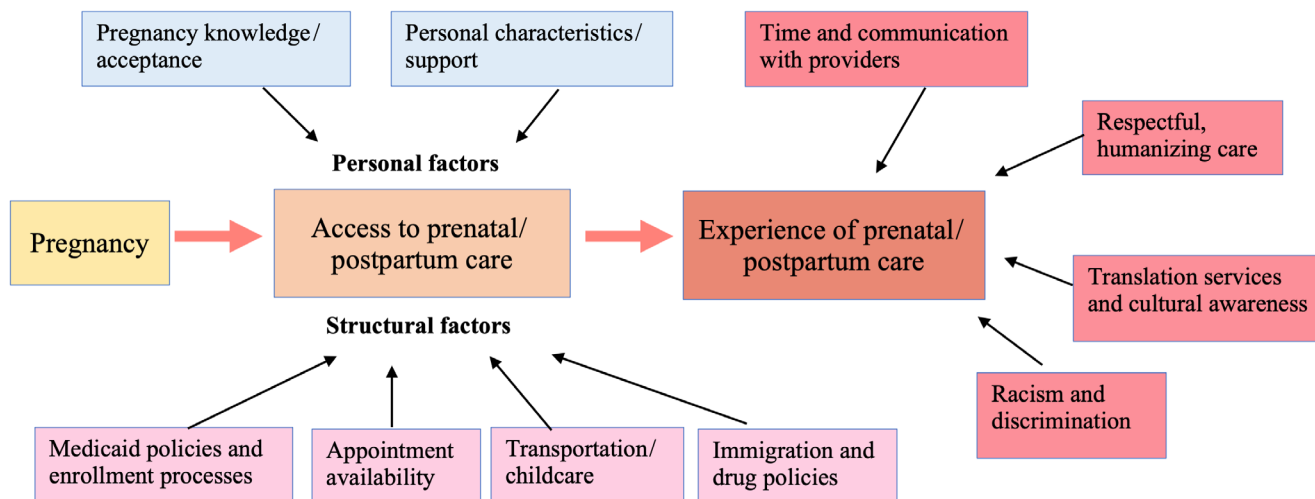 Pregnancy knowledge/
acceptance
Personal characteristics/
support
Time and communication
with providers
Respectful,
humanizing care
Personal factors
Pregnancy
Access to prenatal/
postpartum care
Experience of prenatal/
postpartum care
Translation services
and cultural awareness
Structural factors
Racism and
discrimination
Medicaid policies and
enrollment processes
Appointment
availability
Transportation/
childcare
Immigration and
drug policies